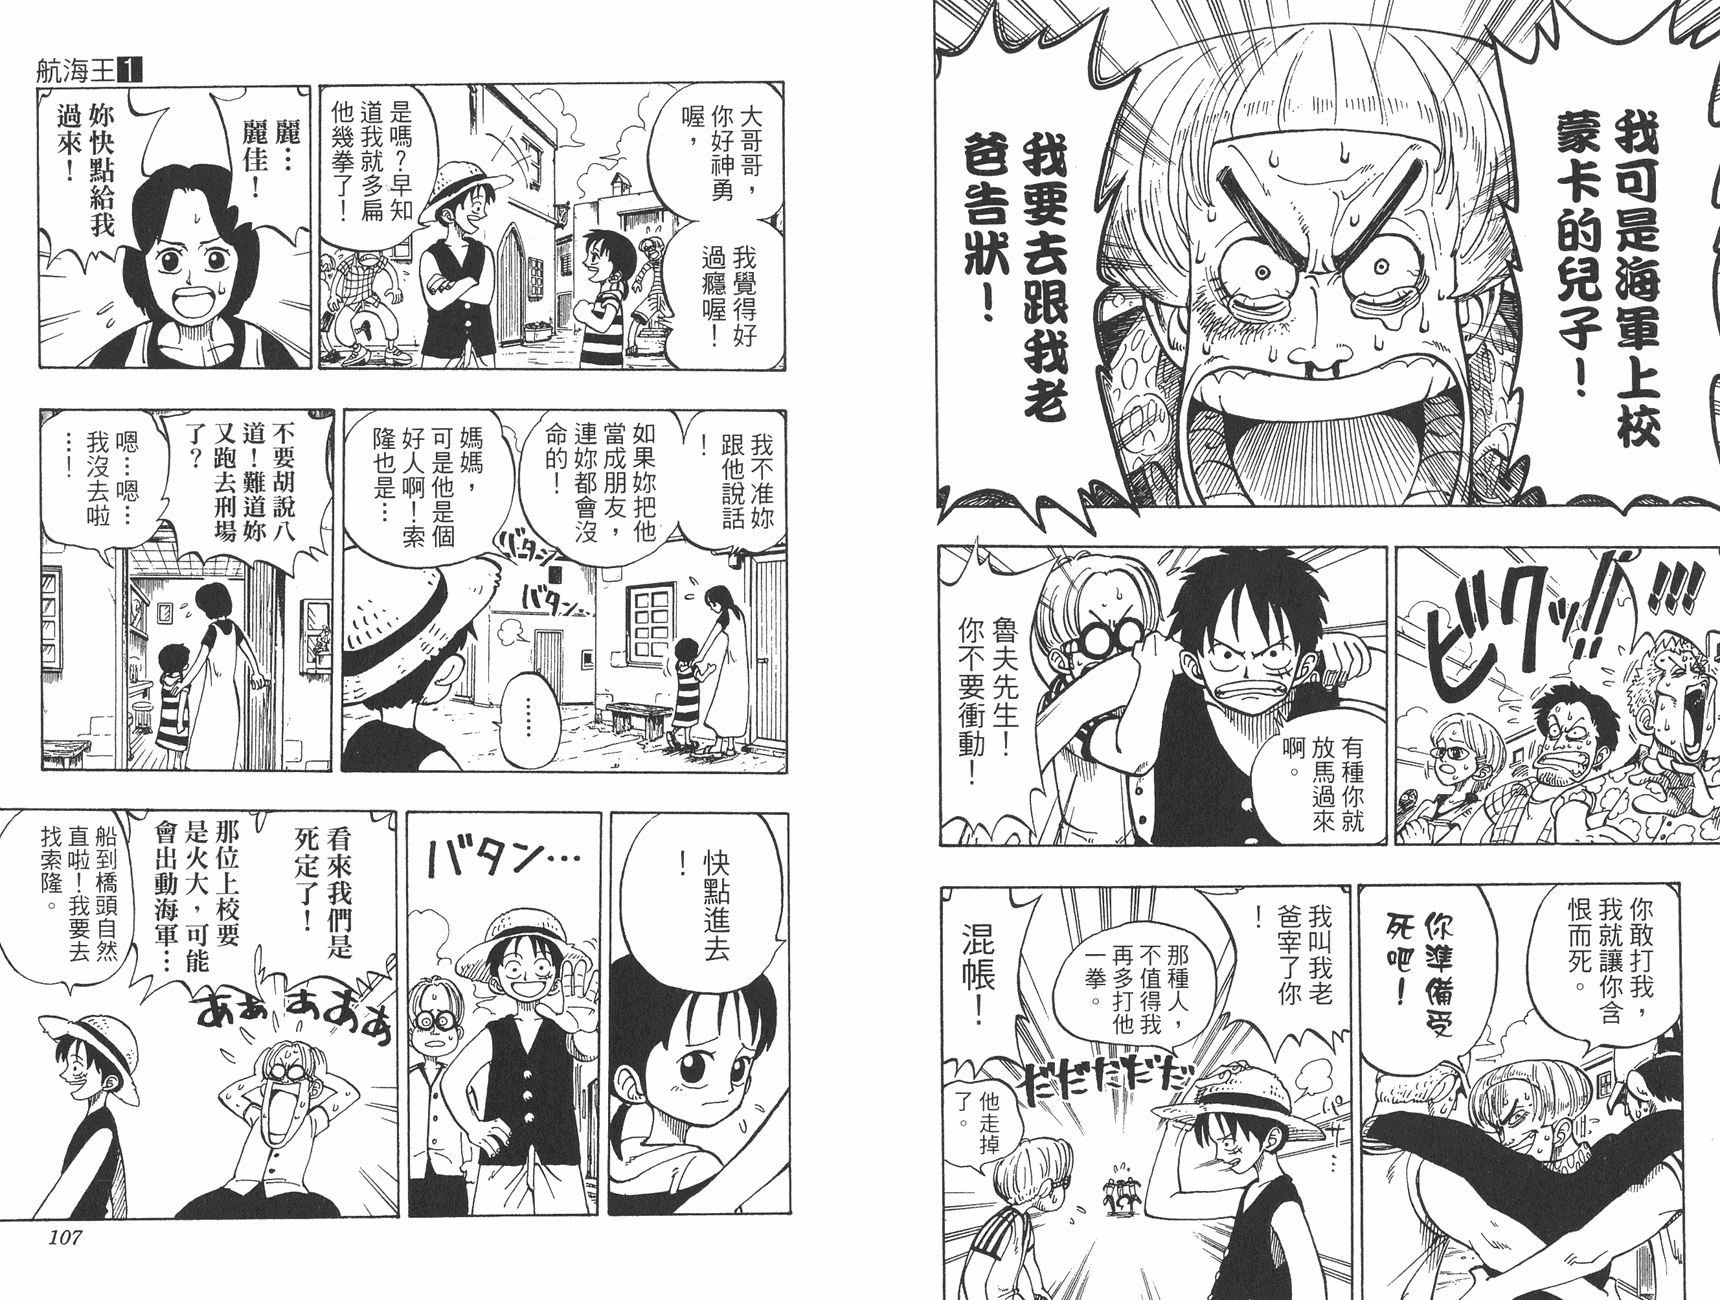 我可是海軍上校
蒙卡的兒子！
我要去跟我老
爸告狀！
!!!
ビクッ!!
有種你就
放馬過來
啊。
魯夫先生！
你不要衝動！
你敢打我，
我就讓你含
恨而死。
你準備受
死吧！
我叫我老
爸宰了你
！
那種人，
不值得我
再多打他
一拳。
混帳！
だだだだだ
他走掉
了。
航海王1
大哥哥，
你好神勇
喔，
我覺得好
過癮喔！
是嗎？早知
道我就多扁
他幾拳了！
麗…
麗佳！
妳快點給我
過來！
我不准妳
跟他說話
！
如果妳把他
當成朋友，
連妳都會沒
命的！
媽媽，
可是他是個
好人啊！索
隆也是…
バタン
バタン…
……
不要胡說八
道！難道妳
又跑去刑場
了？
嗯…嗯…
我沒去啦
…！
快點進去
！
バタン…
看來我們是
死定了！
那位上校要
是火大，可能
會出動海軍…
あぁあああ
船到橋頭自然
直啦！我要去
找索隆。
107